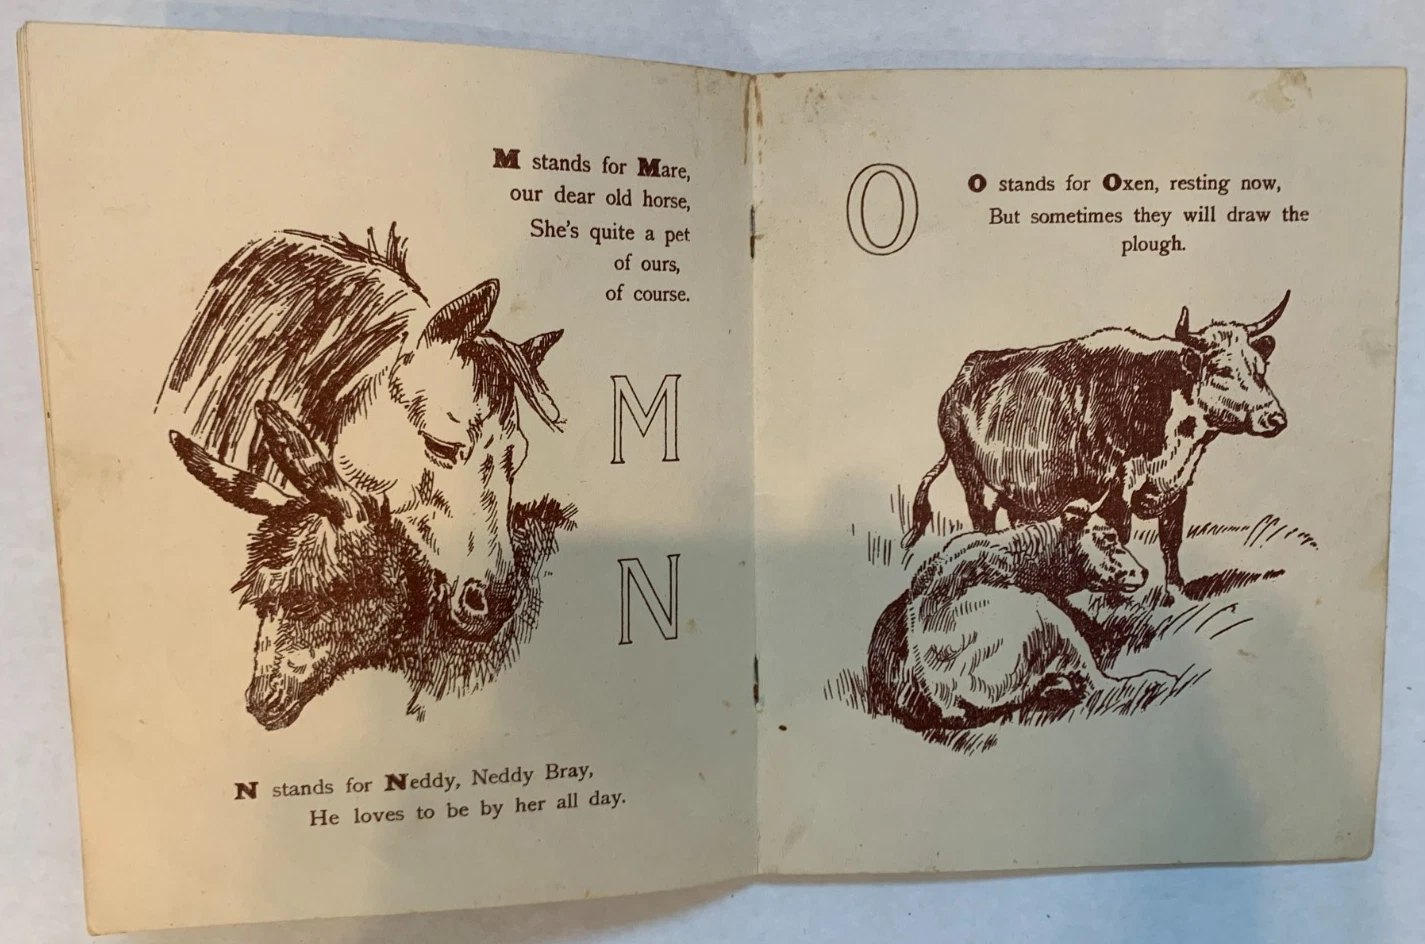 M stands for Mare,
our dear old horse,
She's quite a pet
of ours,
of course.
M
N
N stands for Neddy, Neddy Bray,
He loves to be by her all day.
O
O stands for Oxen, resting now,
But sometimes they will draw the
plough.